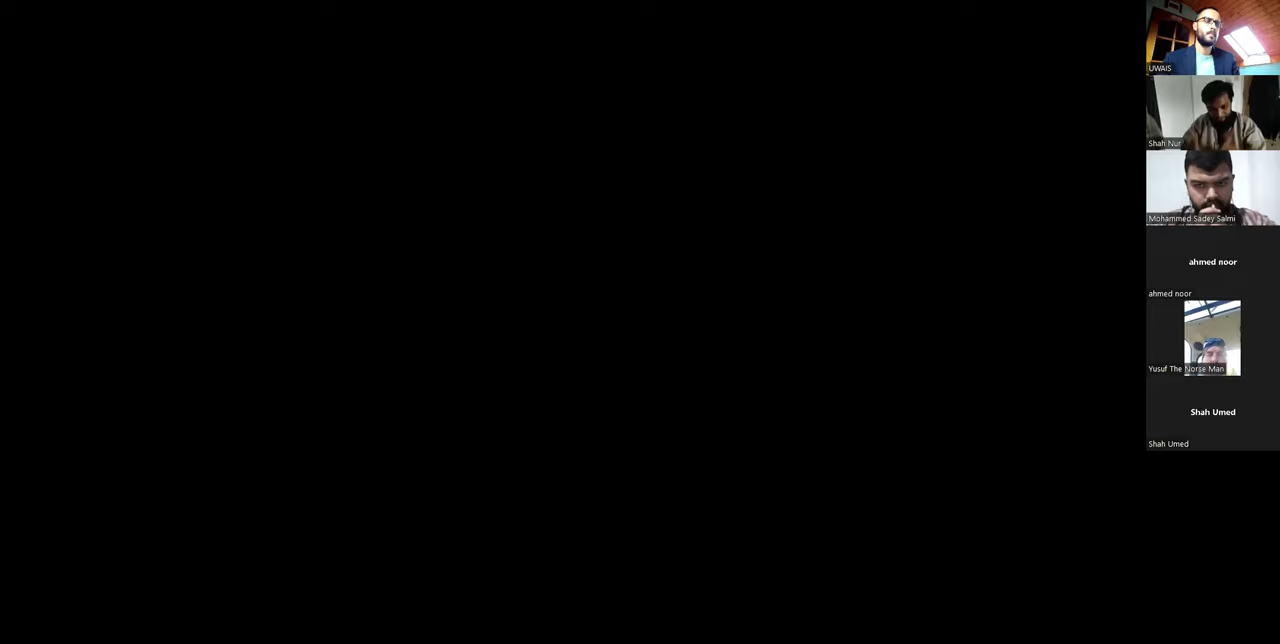 UWAIS
Shah Nur
Mohammed Sadey Salmi
ahmed noor
ahmed noor
Yusuf The Norse Man
Shah Umed
Shah Umed